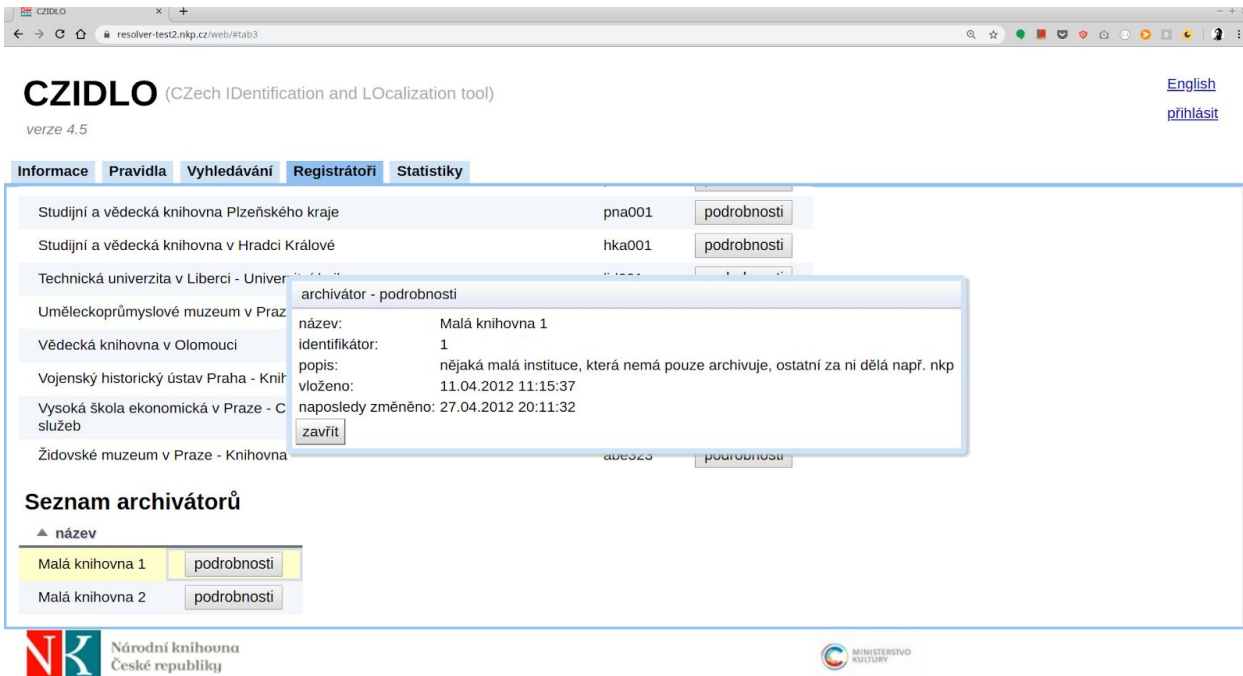 CZIDLO
resolver-test2.nkp.cz/web/#tab3
CZIDLO (CZech IDentification and LOcalization tool)
English
verze 4.5
přihlásit
Informace Pravidla Vyhledávání Registrátoři Statistiky
Studijní a vědecká knihovna Plzeňského kraje pna001 podrobnosti
Studijní a vědecká knihovna v Hradci Králové hka001 podrobnosti
Technická univerzita v Liberci -
Uměleckoprůmyslové muzeum v
Vědecká knihovna v Olomouci
Vojenský historický ústav Praha -
Vysoká škola ekonomická v Praze -
služeb
Židovské muzeum v Praze - Knihovna abe323 podrobnosti
archivátor - podrobnosti
název: Malá knihovna 1
identifikátor: 1
popis: nějaká malá instituce, která nemá pouze archivuje, ostatní za ni dělá např. nkp
vloženo: 11.04.2012 11:15:37
naposledy změněno: 27.04.2012 20:11:32
zavřít
Seznam archivátorů
název
Malá knihovna 1 podrobnosti
Malá knihovna 2 podrobnosti
NK Národní knihovna
České republiky
MINISTERSTVO
KULTURY